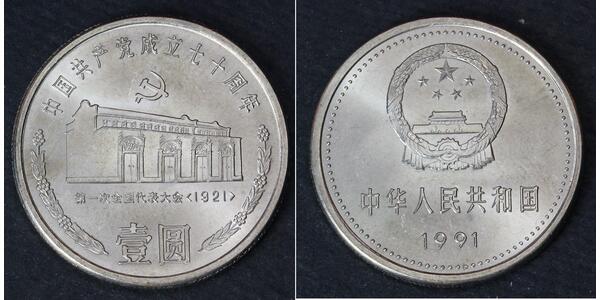 中国共产党成立七十周年
第一次全国代表大会<1921>
壹圆
中华人民共和国
1991